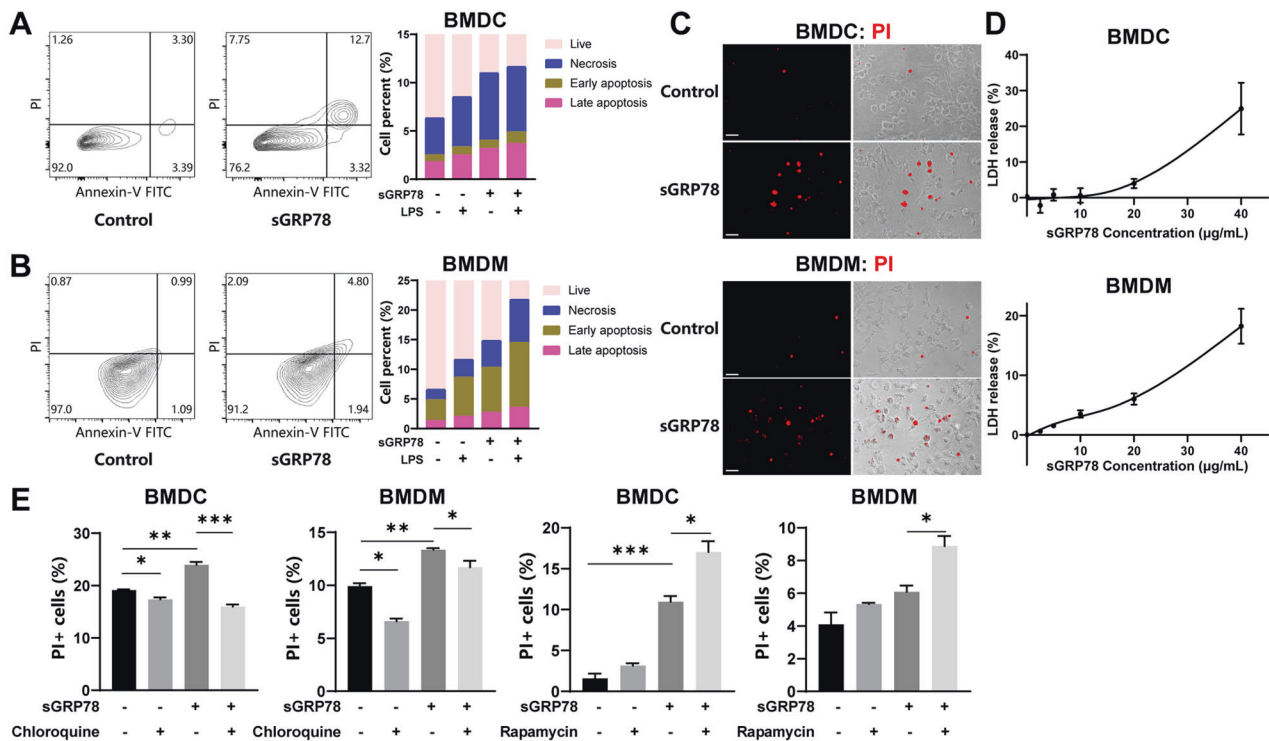 A
1.26
3.30
PI
92.0
3.39
Annexin-V FITC
Control
7.75
12.7
PI
76.2
3.32
Annexin-V FITC
sGRP78
BMDC
15
10
5
0
Cell percent (%)
Live
Necrosis
Early apoptosis
Late apoptosis
sGRP78 - - + +
LPS - + - +
B
0.87
0.99
PI
97.0
1.09
Annexin-V FITC
Control
2.09
4.80
PI
91.2
1.94
Annexin-V FITC
sGRP78
BMDM
25
20
15
10
5
0
Cell percent (%)
Live
Necrosis
Early apoptosis
Late apoptosis
sGRP78 - - + +
LPS - + - +
C
BMDC: PI
Control
sGRP78
BMDM: PI
Control
sGRP78
D
BMDC
40
30
20
10
0
LDH release (%)
10 20 30 40
sGRP78 Concentration (μg/mL)
BMDM
20
10
0
LDH release (%)
10 20 30 40
sGRP78 Concentration (μg/mL)
E
BMDC
30
20
10
0
PI+ cells (%)
*
**
***
sGRP78 - - + +
Chloroquine - + - +
BMDM
15
10
5
0
PI+ cells (%)
*
**
*
sGRP78 - - + +
Chloroquine - + - +
BMDC
20
15
10
5
0
PI+ cells (%)
***
*
sGRP78 - - + +
Rapamycin - + - +
BMDM
10
8
6
4
2
0
PI+ cells (%)
*
sGRP78 - - + +
Rapamycin - + - +